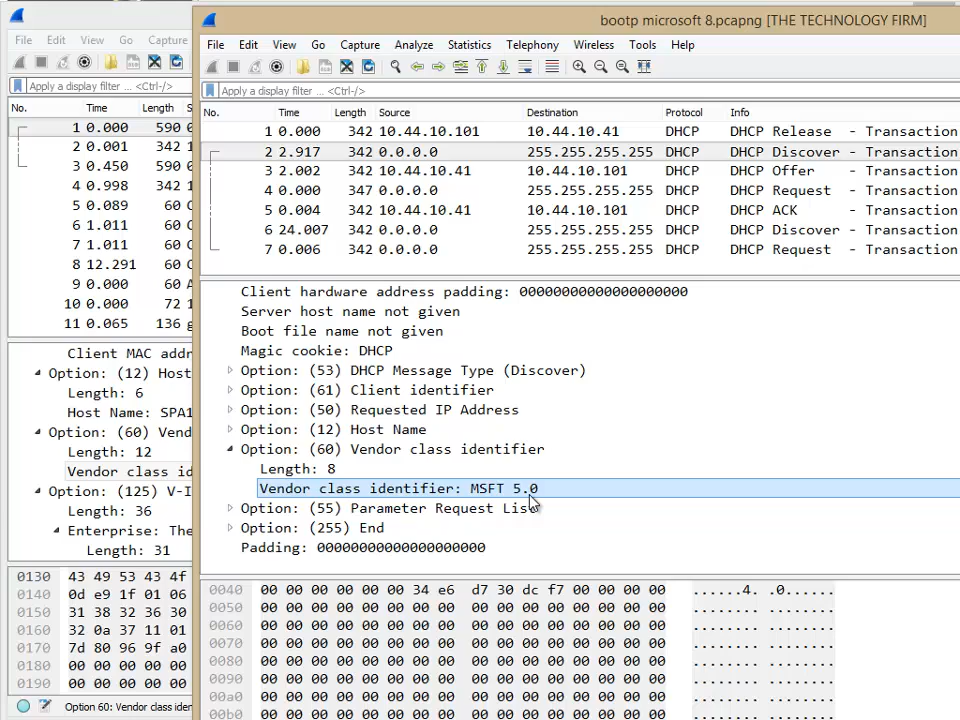 bootp microsoft 8.pcapng [THE TECHNOLOGY FIRM]
File Edit View Go Capture
File Edit View Go Capture Analyze Statistics Telephony Wireless Tools Help
Apply a display filter ... <Ctrl-/>
Apply a display filter ... <Ctrl-/>
No. Time Length S
1 0.000 590 0
2 0.001 342 1
3 0.450 590 0
4 0.998 342 1
5 0.089 60 C
6 1.011 60 C
7 1.011 60 C
8 12.291 60 C
9 0.000 60 A
10 0.000 72 1
11 0.065 136 g
No. Time Length Source Destination Protocol Info
1 0.000 342 10.44.10.101 10.44.10.41 DHCP DHCP Release - Transaction
2 2.917 342 0.0.0.0 255.255.255.255 DHCP DHCP Discover - Transaction
3 2.002 342 10.44.10.41 10.44.10.101 DHCP DHCP Offer - Transaction
4 0.000 347 0.0.0.0 255.255.255.255 DHCP DHCP Request - Transaction
5 0.004 342 10.44.10.41 10.44.10.101 DHCP DHCP ACK - Transaction
6 24.007 342 0.0.0.0 255.255.255.255 DHCP DHCP Discover - Transaction
7 0.006 342 0.0.0.0 255.255.255.255 DHCP DHCP Request - Transaction
Client MAC addr
Option: (12) Host
Length: 6
Host Name: SPA1
Option: (60) Vend
Length: 12
Vendor class id
Option: (125) V-I
Length: 36
Enterprise: The
Length: 31
Client hardware address padding: 00000000000000000000
Server host name not given
Boot file name not given
Magic cookie: DHCP
Option: (53) DHCP Message Type (Discover)
Option: (61) Client identifier
Option: (50) Requested IP Address
Option: (12) Host Name
Option: (60) Vendor class identifier
Length: 8
Vendor class identifier: MSFT 5.0
Option: (55) Parameter Request List
Option: (255) End
Padding: 0000000000000000000
0130 43 49 53 43 4f
0140 0d e9 1f 01 06
0150 31 38 32 36 30
0160 32 0a 37 11 01
0170 7d 80 96 9f a0
0180 00 00 00 00 00
0190 00 00 00 00 00
0040 00 00 00 00 00 00 34 e6 d7 30 dc f7 00 00 00 00 ......4. .0......
0050 00 00 00 00 00 00 00 00 00 00 00 00 00 00 00 00 ........ ........
0060 00 00 00 00 00 00 00 00 00 00 00 00 00 00 00 00 ........ ........
0070 00 00 00 00 00 00 00 00 00 00 00 00 00 00 00 00 ........ ........
0080 00 00 00 00 00 00 00 00 00 00 00 00 00 00 00 00 ........ ........
0090 00 00 00 00 00 00 00 00 00 00 00 00 00 00 00 00 ........ ........
00a0 00 00 00 00 00 00 00 00 00 00 00 00 00 00 00 00 ........ ........
00b0 00 00 00 00 00 00 00 00 00 00 00 00 00 00 00 00 ........ ........
Option 60: Vendor class iden